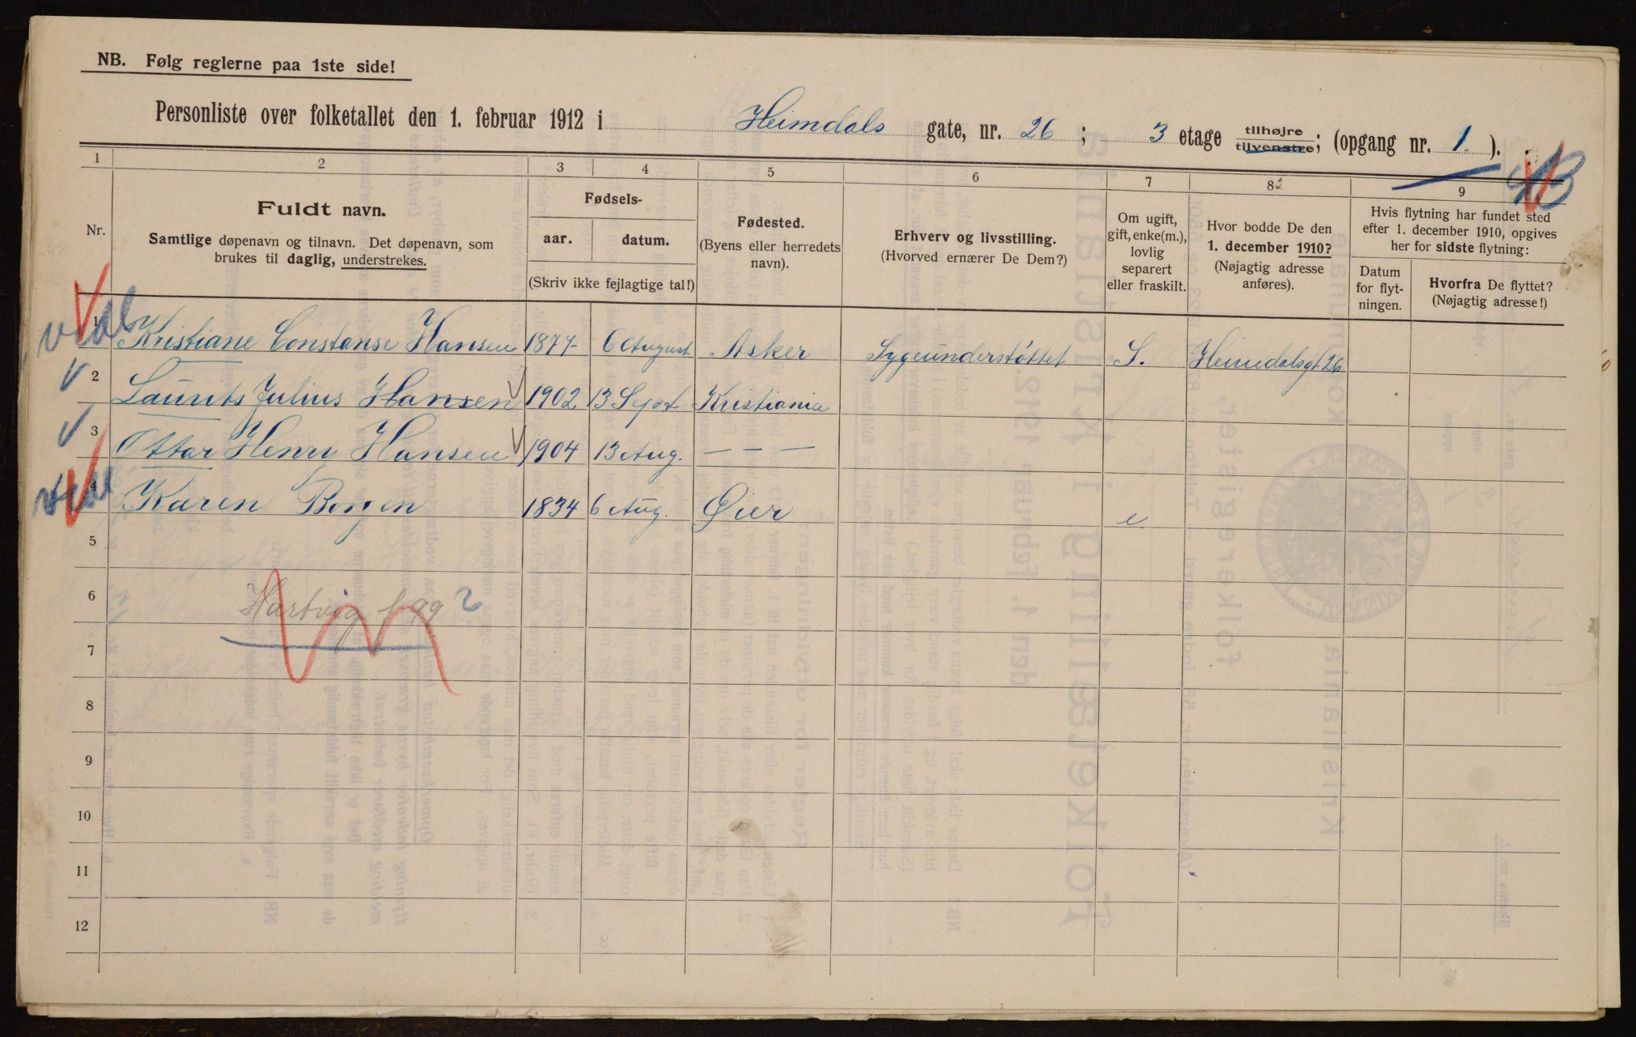 NB. Følg reglerne paa 1ste side!
Personliste over folketallet den 1. februar 1912 i Heimdals gate, nr. 26 ; 3 etage tilhøjre tilvenstre; (opgang nr. 1. ).
1 2 3 4 5 6 7 8 9
Nr.
Fuldt navn.
Samtlige døpenavn og tilnavn. Det døpenavn, som
brukes til daglig, understrekes.
Fødsels-
aar. datum.
(Skriv ikke fejlagtige tal!)
Fødested.
(Byens eller herredets
navn).
Erhverv og livsstilling.
(Hvorved ernærer De Dem?)
Om ugift,
gift, enke(m.),
lovlig
separert
eller fraskilt.
Hvor bodde De den
1. december 1910?
(Nøjagtig adresse
anføres).
Hvis flytning har fundet sted
efter 1. december 1910, opgives
her for sidste flytning:
Datum
for flyt-
ningen.
Hvorfra De flyttet?
(Nøjagtig adresse!)
1 Kristiane Constanse Hansen 1877 6 August Asker Sygeunderstøttet S. Heimdalsgt 26
2 Laurits Julius Hansen 1902 13 Sept Kristiania
3 Ottar Henry Hansen 1904 13 Aug. — — —
4 Karen Borgen 1834 6 Aug. Øier e
5
6 Hartvig 2
7
8
9
10
11
12